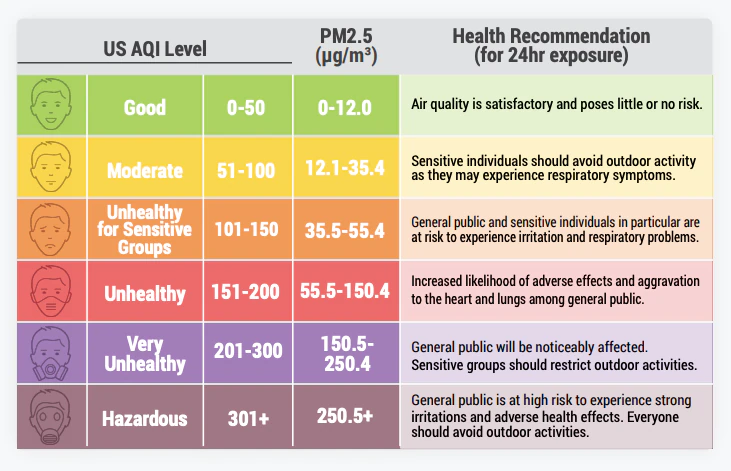 US AQI Level
PM2.5
(µg/m³)
Health Recommendation
(for 24hr exposure)
Good
0-50
0-12.0
Air quality is satisfactory and poses little or no risk.
Moderate
51-100
12.1-35.4
Sensitive individuals should avoid outdoor activity
as they may experience respiratory symptoms.
Unhealthy
for Sensitive
Groups
101-150
35.5-55.4
General public and sensitive individuals in particular are
at risk to experience irritation and respiratory problems.
Unhealthy
151-200
55.5-150.4
Increased likelihood of adverse effects and aggravation
to the heart and lungs among general public.
Very
Unhealthy
201-300
150.5-
250.4
General public will be noticeably affected.
Sensitive groups should restrict outdoor activities.
Hazardous
301+
250.5+
General public is at high risk to experience strong
irritations and adverse health effects. Everyone
should avoid outdoor activities.